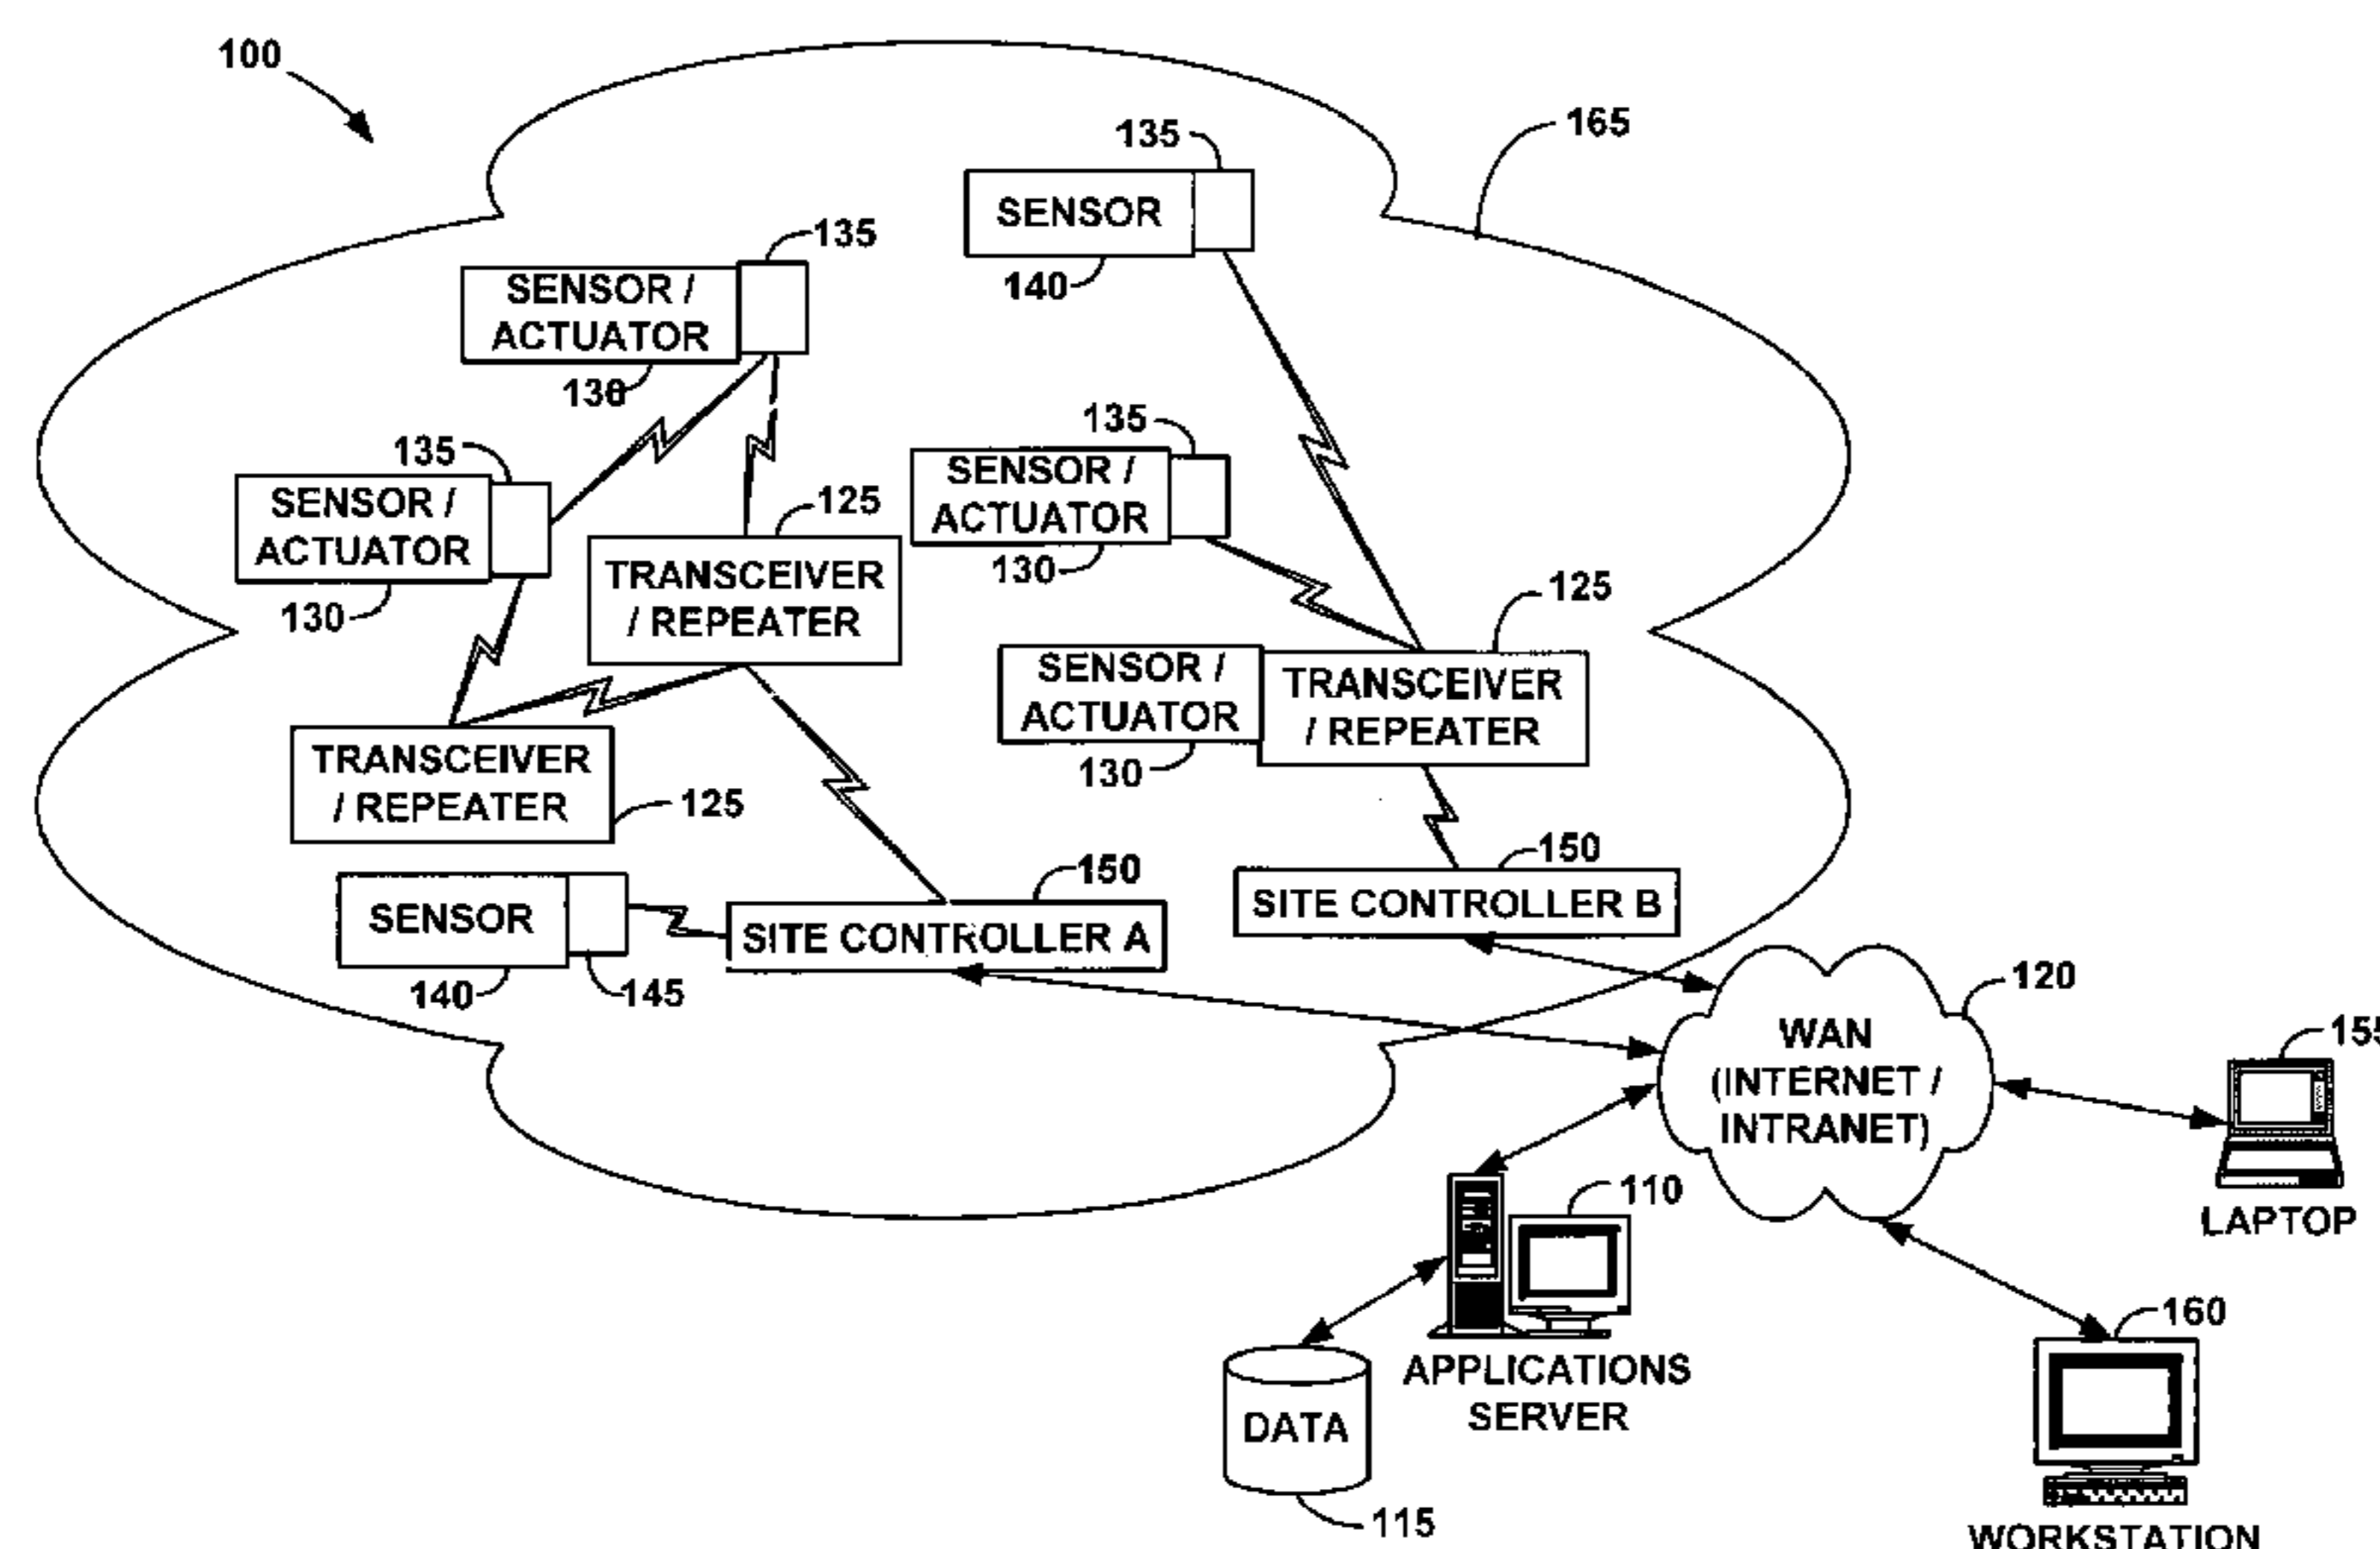 100
165
135
SENSOR
140
135
SENSOR /
ACTUATOR
130
135
SENSOR /
ACTUATOR
130
135
SENSOR /
ACTUATOR
130
125
TRANSCEIVER
/ REPEATER
125
SENSOR /
ACTUATOR
130
TRANSCEIVER
/ REPEATER
TRANSCEIVER
/ REPEATER
125
150
SITE CONTROLLER B
150
SITE CONTROLLER A
SENSOR
140
145
120
WAN
(INTERNET /
INTRANET)
155
LAPTOP
110
APPLICATIONS
SERVER
160
WORKSTATION
DATA
115